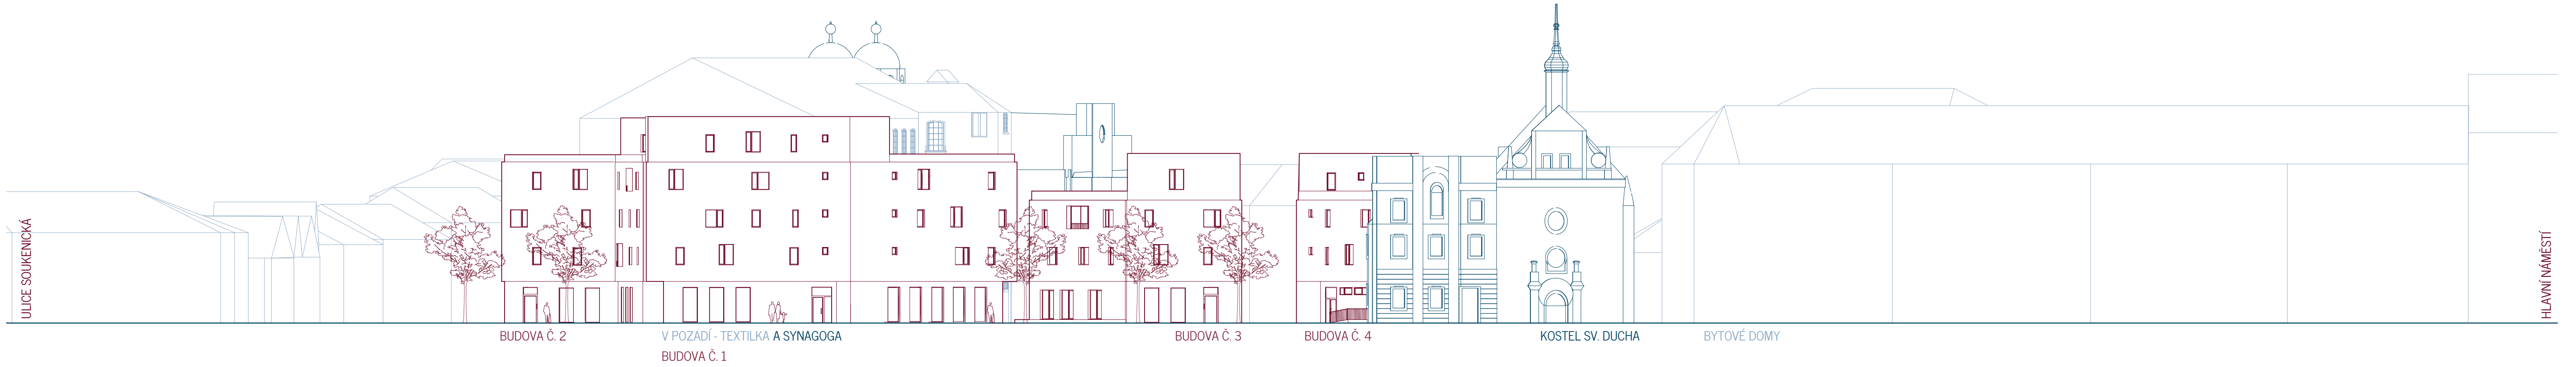 ULICE SOUKENICKÁ
BUDOVA Č. 2
V POZADÍ - TEXTILKA A SYNAGOGA
BUDOVA Č. 1
BUDOVA Č. 3
BUDOVA Č. 4
KOSTEL SV. DUCHA
BYTOVÉ DOMY
HLAVNÍ NÁMĚSTÍ